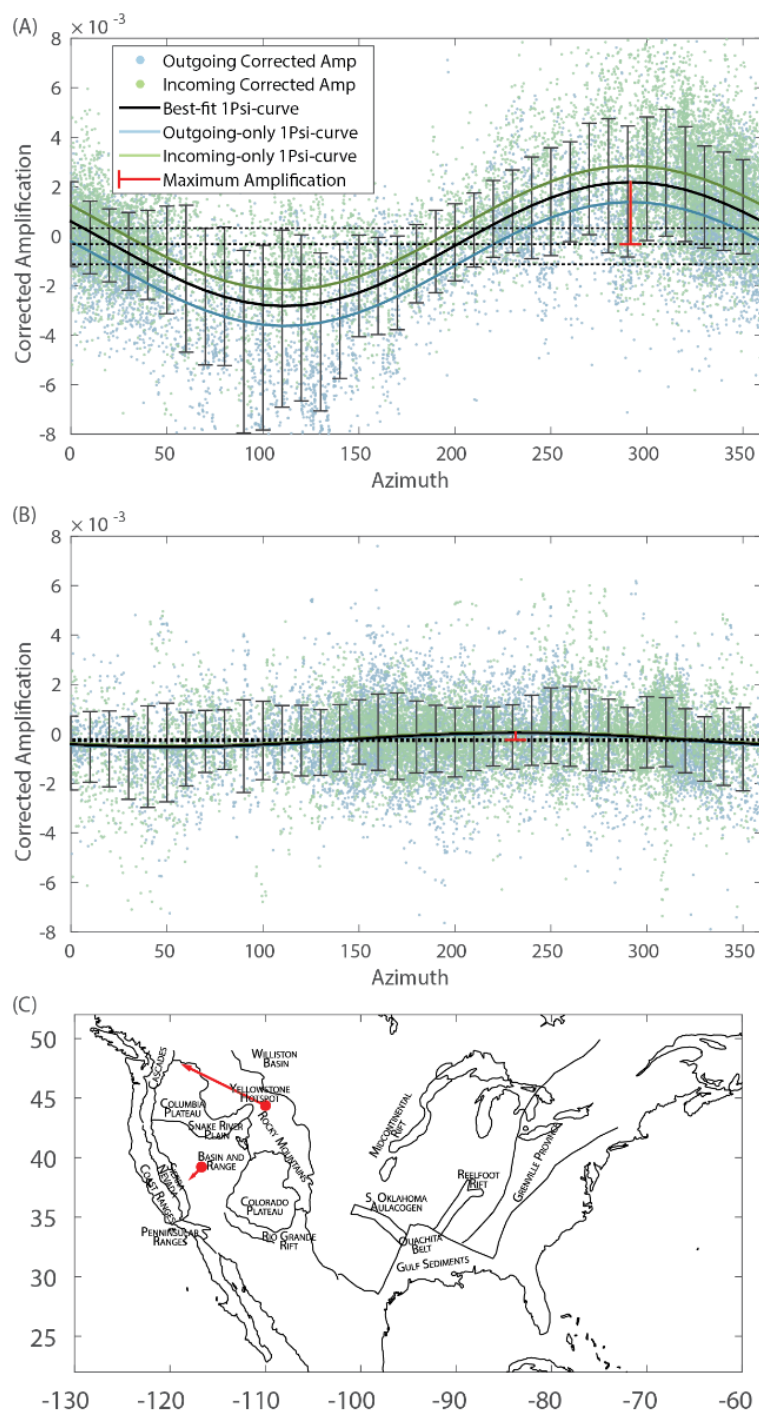 (A)
× 10⁻³
8
6
4
2
0
-2
-4
-6
-8
Corrected Amplification
Outgoing Corrected Amp
Incoming Corrected Amp
Best-fit 1Psi-curve
Outgoing-only 1Psi-curve
Incoming-only 1Psi-curve
Maximum Amplification
0 50 100 150 200 250 300 350
Azimuth
(B)
× 10⁻³
8
6
4
2
0
-2
-4
-6
-8
Corrected Amplification
0 50 100 150 200 250 300 350
Azimuth
(C)
50
45
40
35
30
25
CASCADES
WILLISTON
BASIN
YELLOWSTONE
HOTSPOT
COLUMBIA
PLATEAU
SNAKE RIVER
PLAIN
ROCKY MOUNTAINS
BASIN AND
RANGE
SIERRA
NEVADA
COAST RANGES
COLORADO
PLATEAU
PENNINSULAR
RANGES
RIO GRANDE
RIFT
MIDCONTINENTAL
RIFT
REELFOOT
RIFT
GRENVILLE PROVINCE
S. OKLAHOMA
AULACOGEN
OUACHITA
BELT
GULF SEDIMENTS
-130 -120 -110 -100 -90 -80 -70 -60